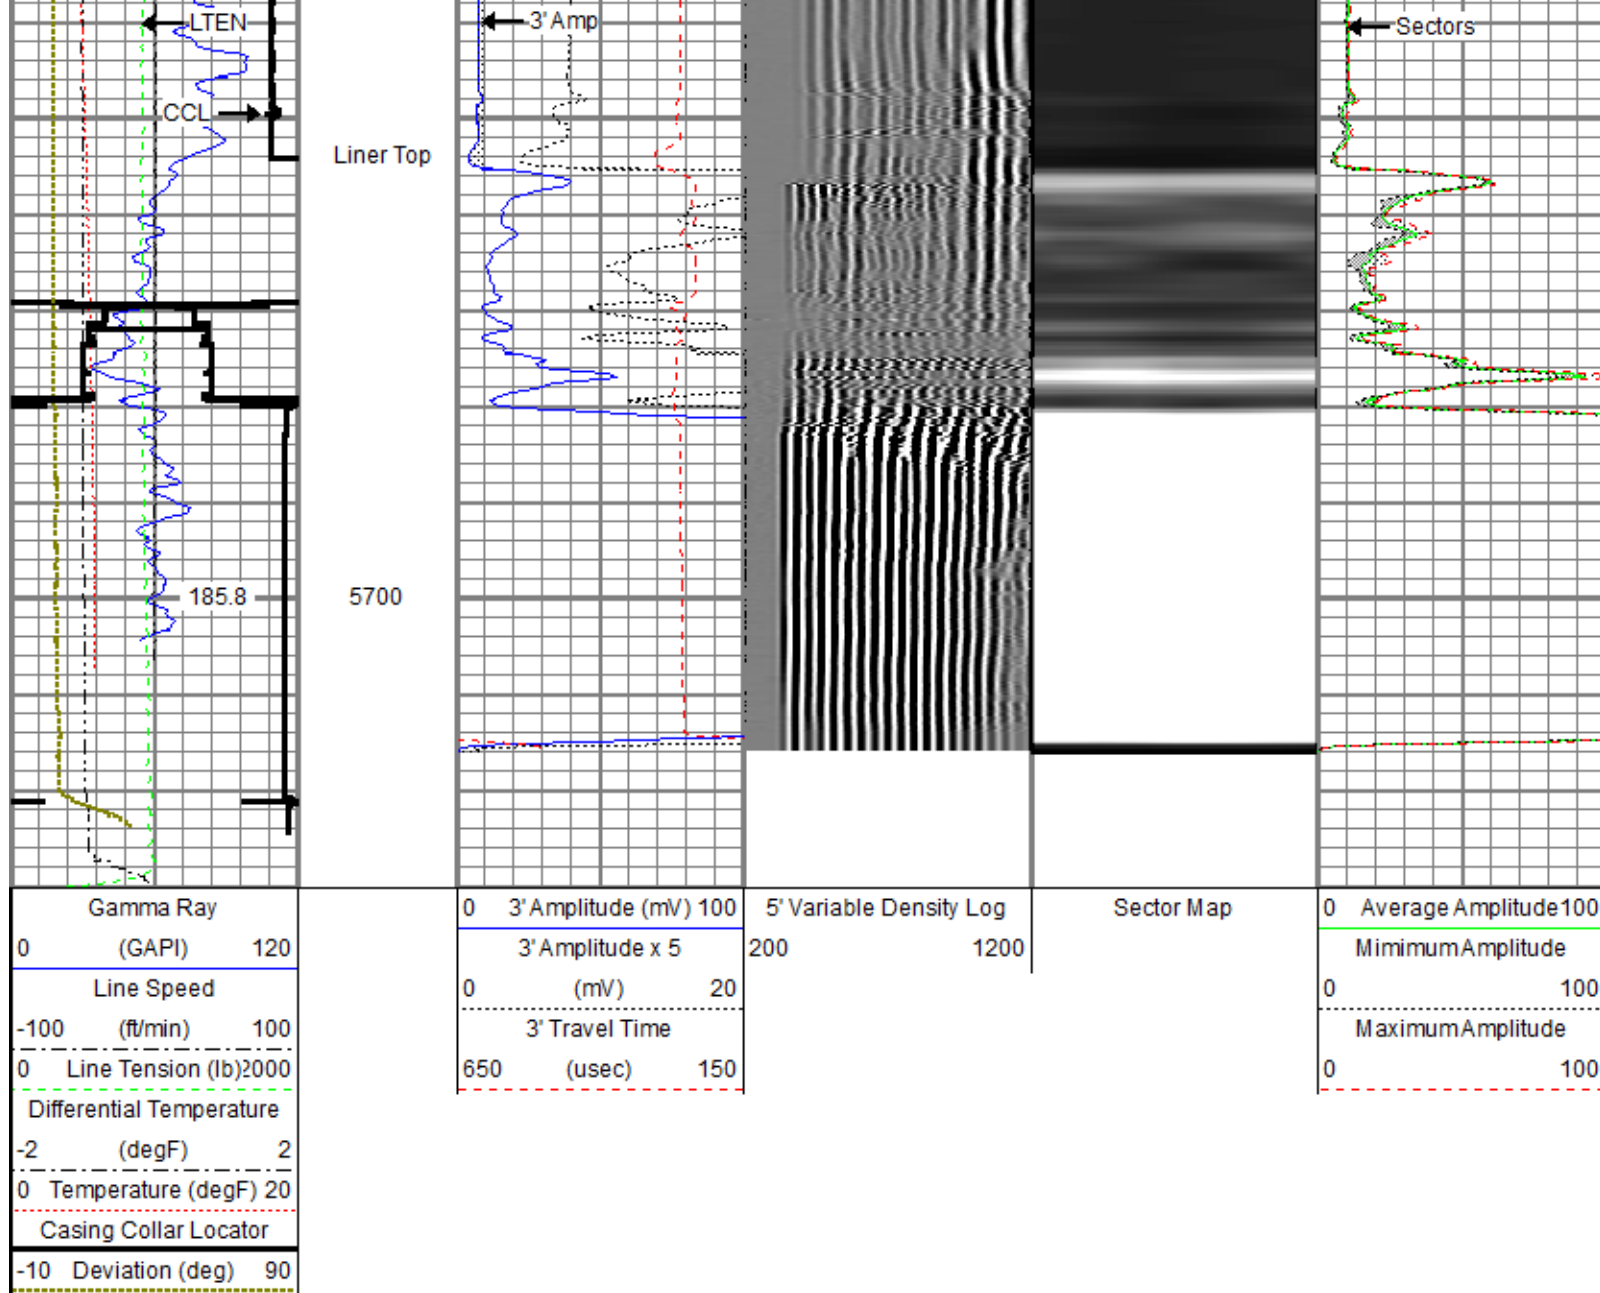 LTEN
3' Amp
Sectors
CCL
Liner Top
185.8
5700
Gamma Ray
0 (GAPI) 120
Line Speed
-100 (ft/min) 100
0 Line Tension (lb) 2000
Differential Temperature
-2 (degF) 2
0 Temperature (degF) 20
Casing Collar Locator
-10 Deviation (deg) 90
0 3' Amplitude (mV) 100
3' Amplitude x 5
0 (mV) 20
3' Travel Time
650 (usec) 150
5' Variable Density Log
200 1200
Sector Map
0 Average Amplitude 100
Mimimum Amplitude
0 100
Maximum Amplitude
0 100